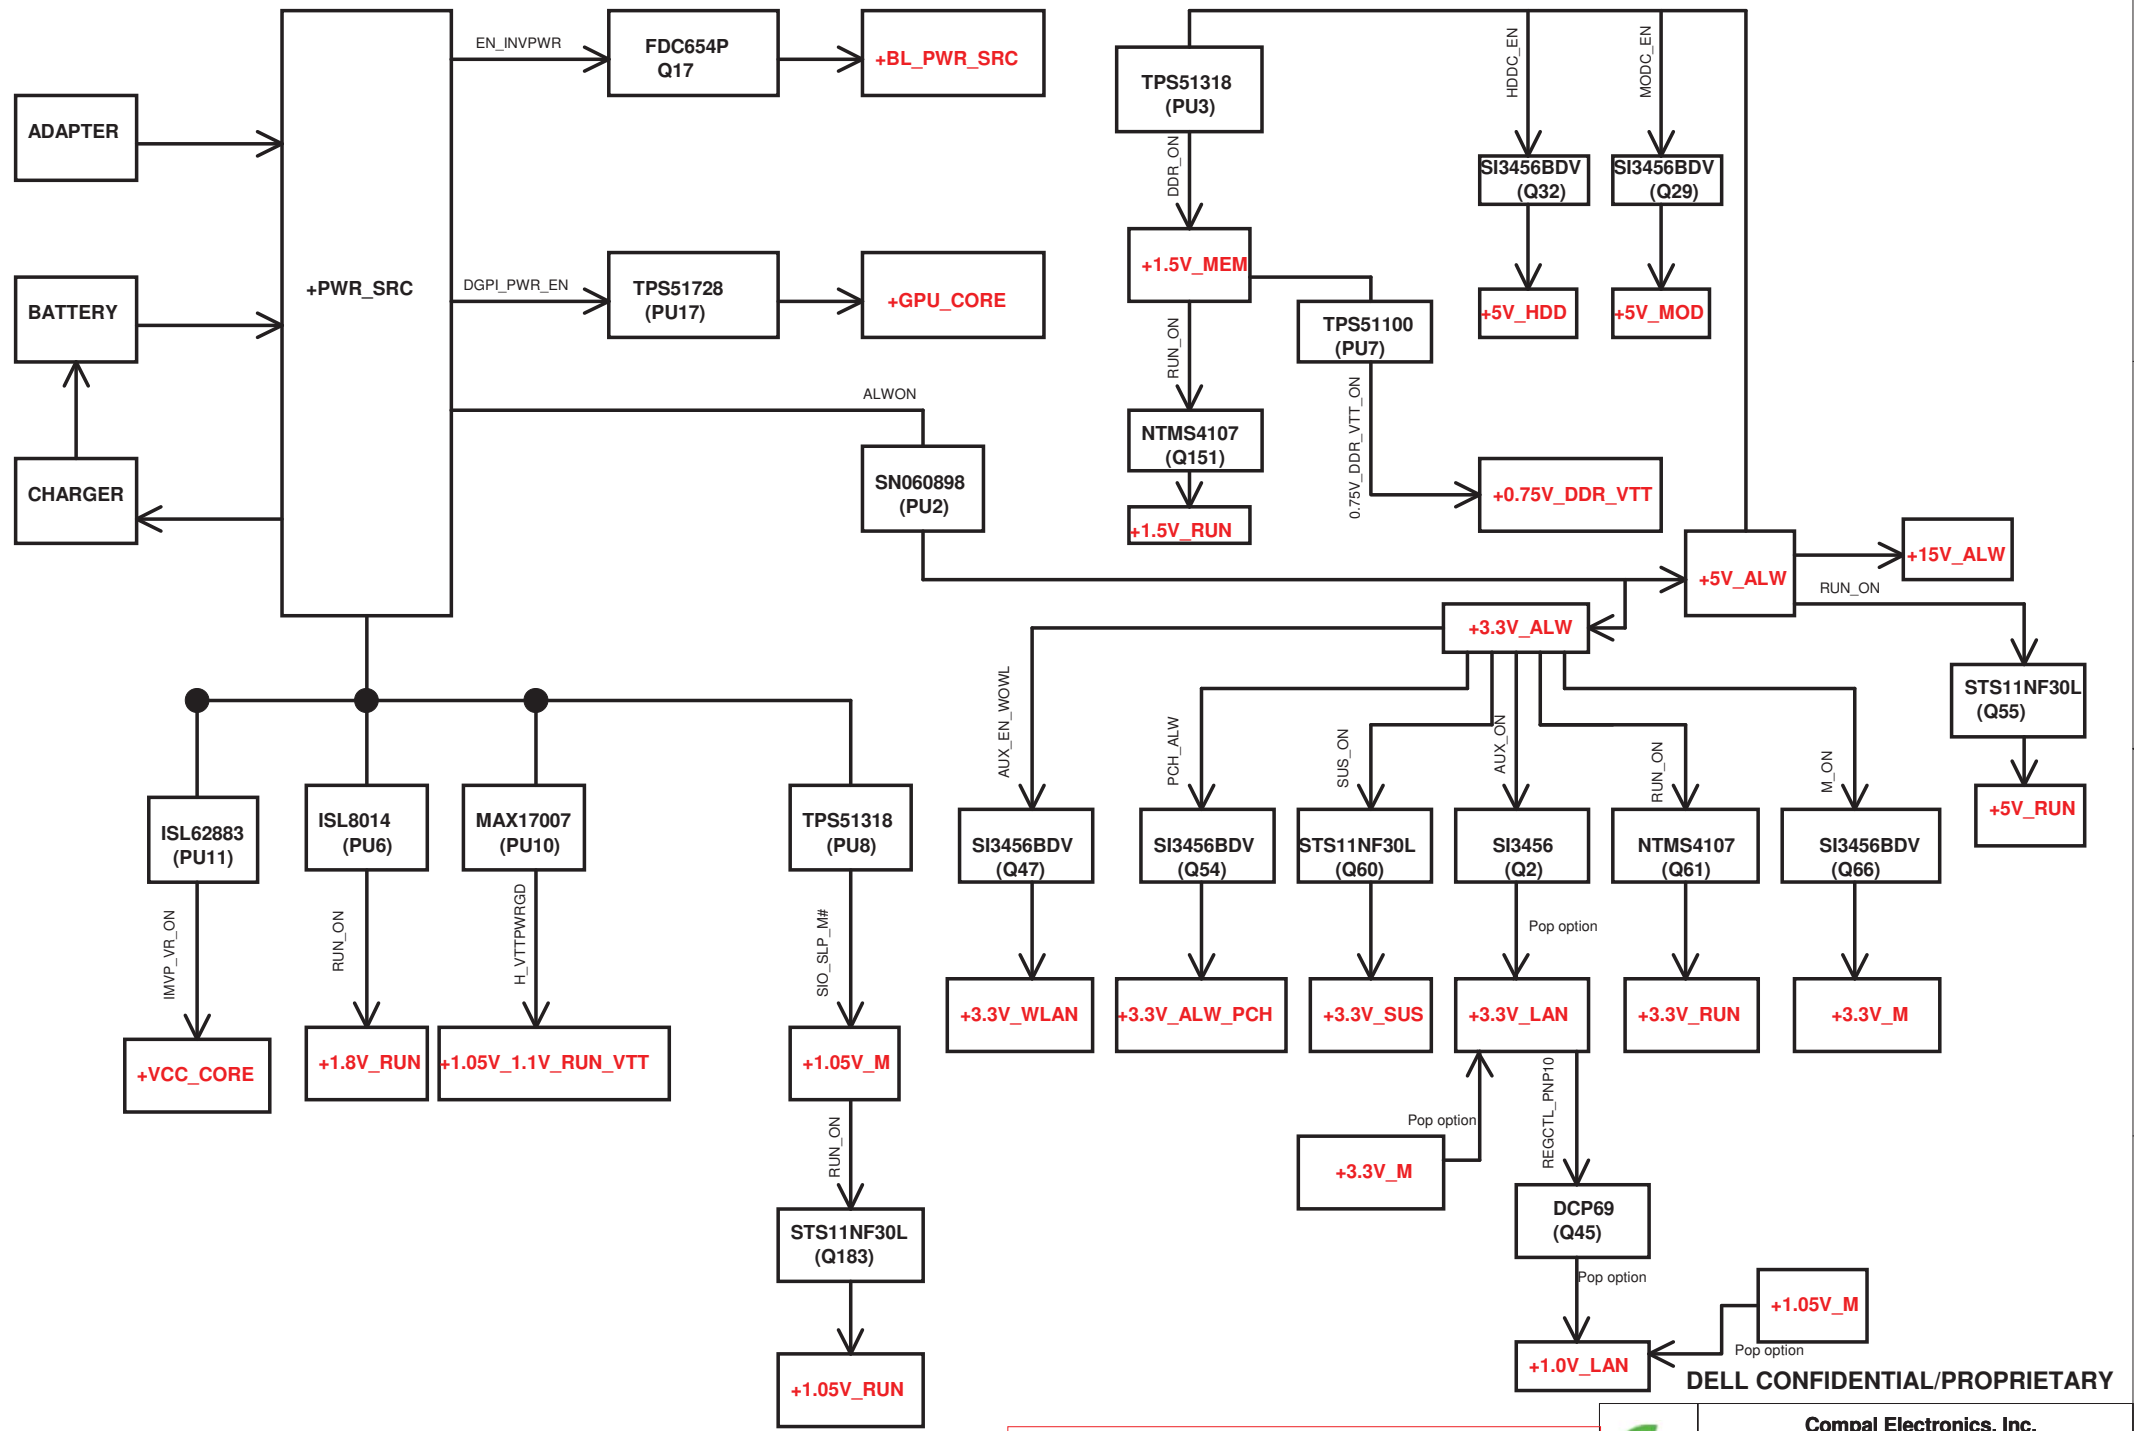 ADAPTER
BATTERY
CHARGER
+PWR_SRC
EN_INVPWR
FDC654P
Q17
+BL_PWR_SRC
DGPI_PWR_EN
TPS51728
(PU17)
+GPU_CORE
ALWON
SN060898
(PU2)
TPS51318
(PU3)
DDR_ON
+1.5V_MEM
RUN_ON
NTMS4107
(Q151)
+1.5V_RUN
TPS51100
(PU7)
0.75V_DDR_VTT_ON
+0.75V_DDR_VTT
HDDC_EN
SI3456BDV
(Q32)
+5V_HDD
MODC_EN
SI3456BDV
(Q29)
+5V_MOD
+5V_ALW
+15V_ALW
RUN_ON
STS11NF30L
(Q55)
+5V_RUN
+3.3V_ALW
AUX_EN_WOWL
SI3456BDV
(Q47)
+3.3V_WLAN
PCH_ALW
SI3456BDV
(Q54)
+3.3V_ALW_PCH
SUS_ON
STS11NF30L
(Q60)
+3.3V_SUS
AUX_ON
SI3456
(Q2)
Pop option
+3.3V_LAN
RUN_ON
NTMS4107
(Q61)
+3.3V_RUN
M_ON
SI3456BDV
(Q66)
+3.3V_M
ISL62883
(PU11)
IMVP_VR_ON
+VCC_CORE
ISL8014
(PU6)
RUN_ON
+1.8V_RUN
MAX17007
(PU10)
H_VTTPWRGD
+1.05V_1.1V_RUN_VTT
TPS51318
(PU8)
SIO_SLP_M#
+1.05V_M
RUN_ON
STS11NF30L
(Q183)
+1.05V_RUN
Pop option
+3.3V_M
REGCTL_PNP10
DCP69
(Q45)
Pop option
+1.05V_M
Pop option
+1.0V_LAN
DELL CONFIDENTIAL/PROPRIETARY
Compal Electronics, Inc.